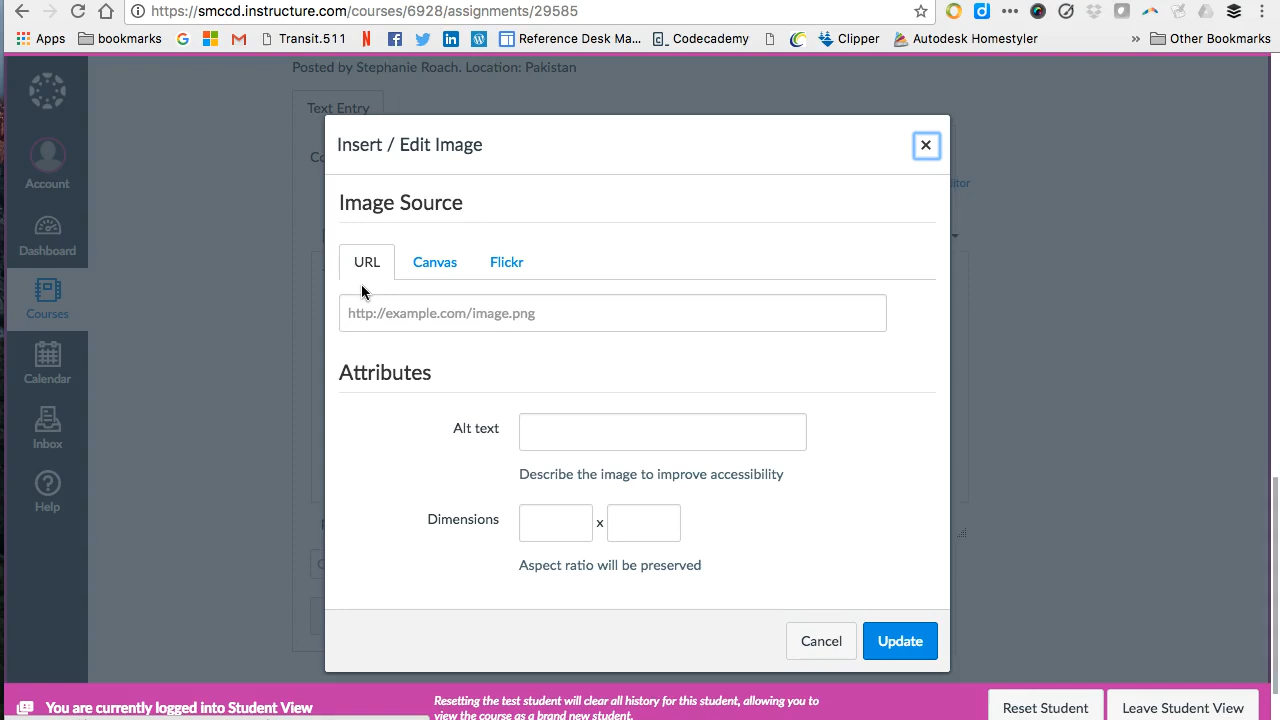 https://smccd.instructure.com/courses/6928/assignments/29585
Apps bookmarks Transit.511 Reference Desk Ma... Codecademy Clipper Autodesk Homestyler » Other Bookmarks
Posted by Stephanie Roach. Location: Pakistan
Text Entry
Insert / Edit Image
Account
Image Source
Dashboard
URL Canvas Flickr
Courses
http://example.com/image.png
Calendar
Attributes
Inbox
Alt text
Describe the image to improve accessibility
Help
Dimensions x
Aspect ratio will be preserved
Cancel Update
You are currently logged into Student View
Resetting the test student will clear all history for this student, allowing you to
view the course as a brand new student.
Reset Student Leave Student View